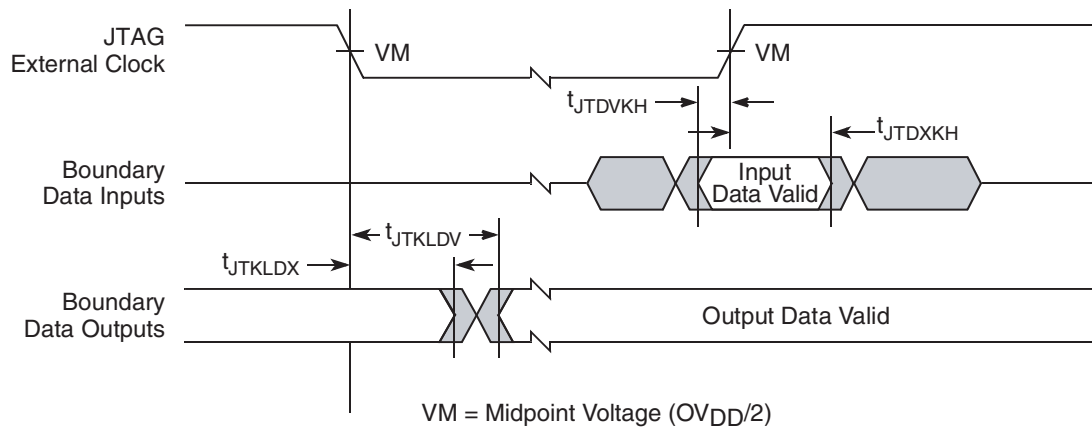 JTAG
External Clock
VM
VM
tJTDVKH
tJTDXKH
Boundary
Data Inputs
Input
Data Valid
tJTKLDV
tJTKLDX
Boundary
Data Outputs
Output Data Valid
VM = Midpoint Voltage (OVDD/2)